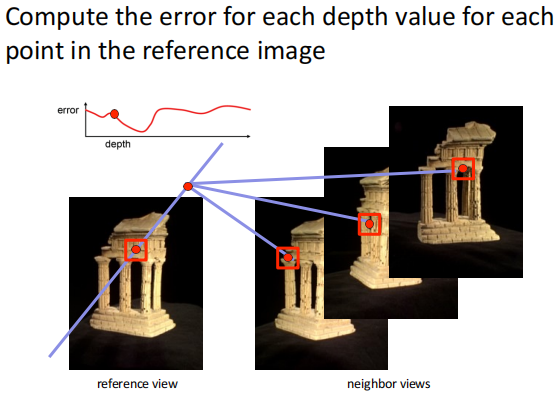 Compute the error for each depth value for each
point in the reference image
error
depth
reference view
neighbor views